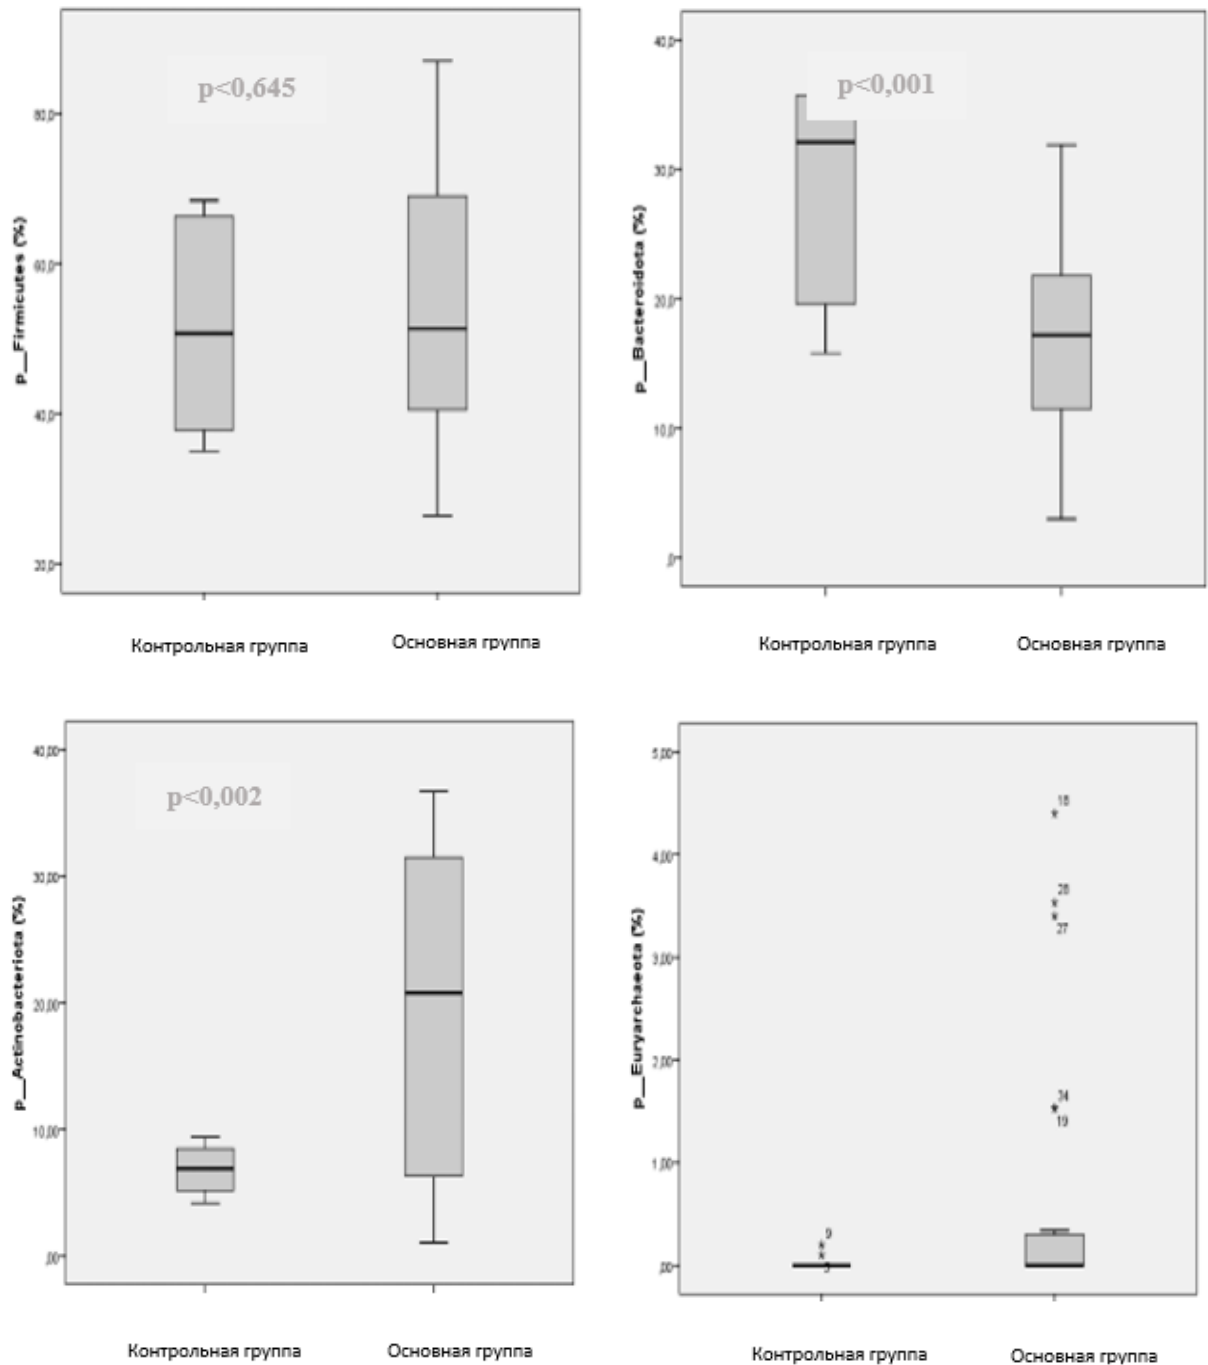 p<0,645
80,0
60,0
40,0
20,0
p__Firmicutes (%)
Контрольная группа
Основная группа
p<0,001
40,0
30,0
20,0
10,0
,0
p__Bacteroidota (%)
Контрольная группа
Основная группа
p<0,002
40,00
30,00
20,00
10,00
,00
p__Actinobacteriota (%)
Контрольная группа
Основная группа
5,00
4,00
3,00
2,00
1,00
,00
p__Euryarchaeota (%)
18
28
27
34
19
9
Контрольная группа
Основная группа